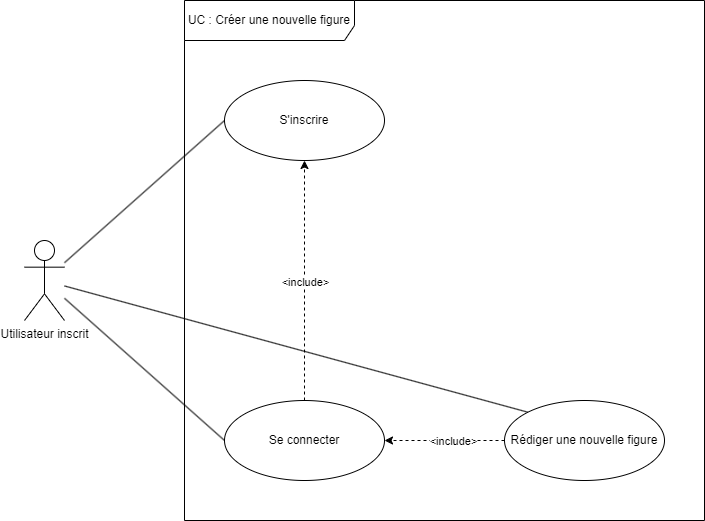 UC : Créer une nouvelle figure
S'inscrire
<include>
Utilisateur inscrit
Se connecter
<include>
Rédiger une nouvelle figure